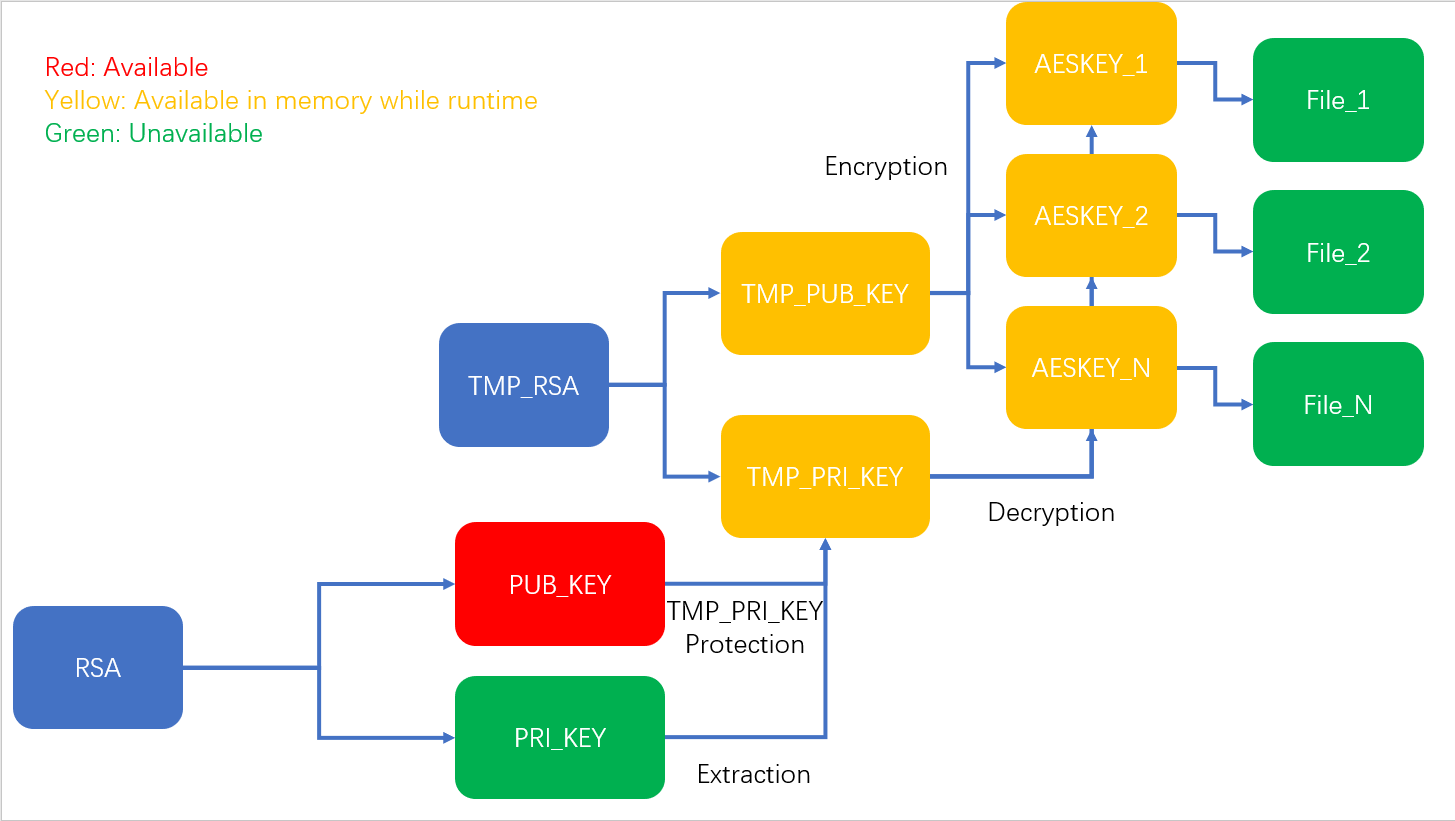 Red: Available
Yellow: Available in memory while runtime
Green: Unavailable
AESKEY_1
File_1
Encryption
AESKEY_2
File_2
TMP_PUB_KEY
AESKEY_N
File_N
TMP_RSA
TMP_PRI_KEY
Decryption
PUB_KEY
TMP_PRI_KEY
Protection
RSA
PRI_KEY
Extraction